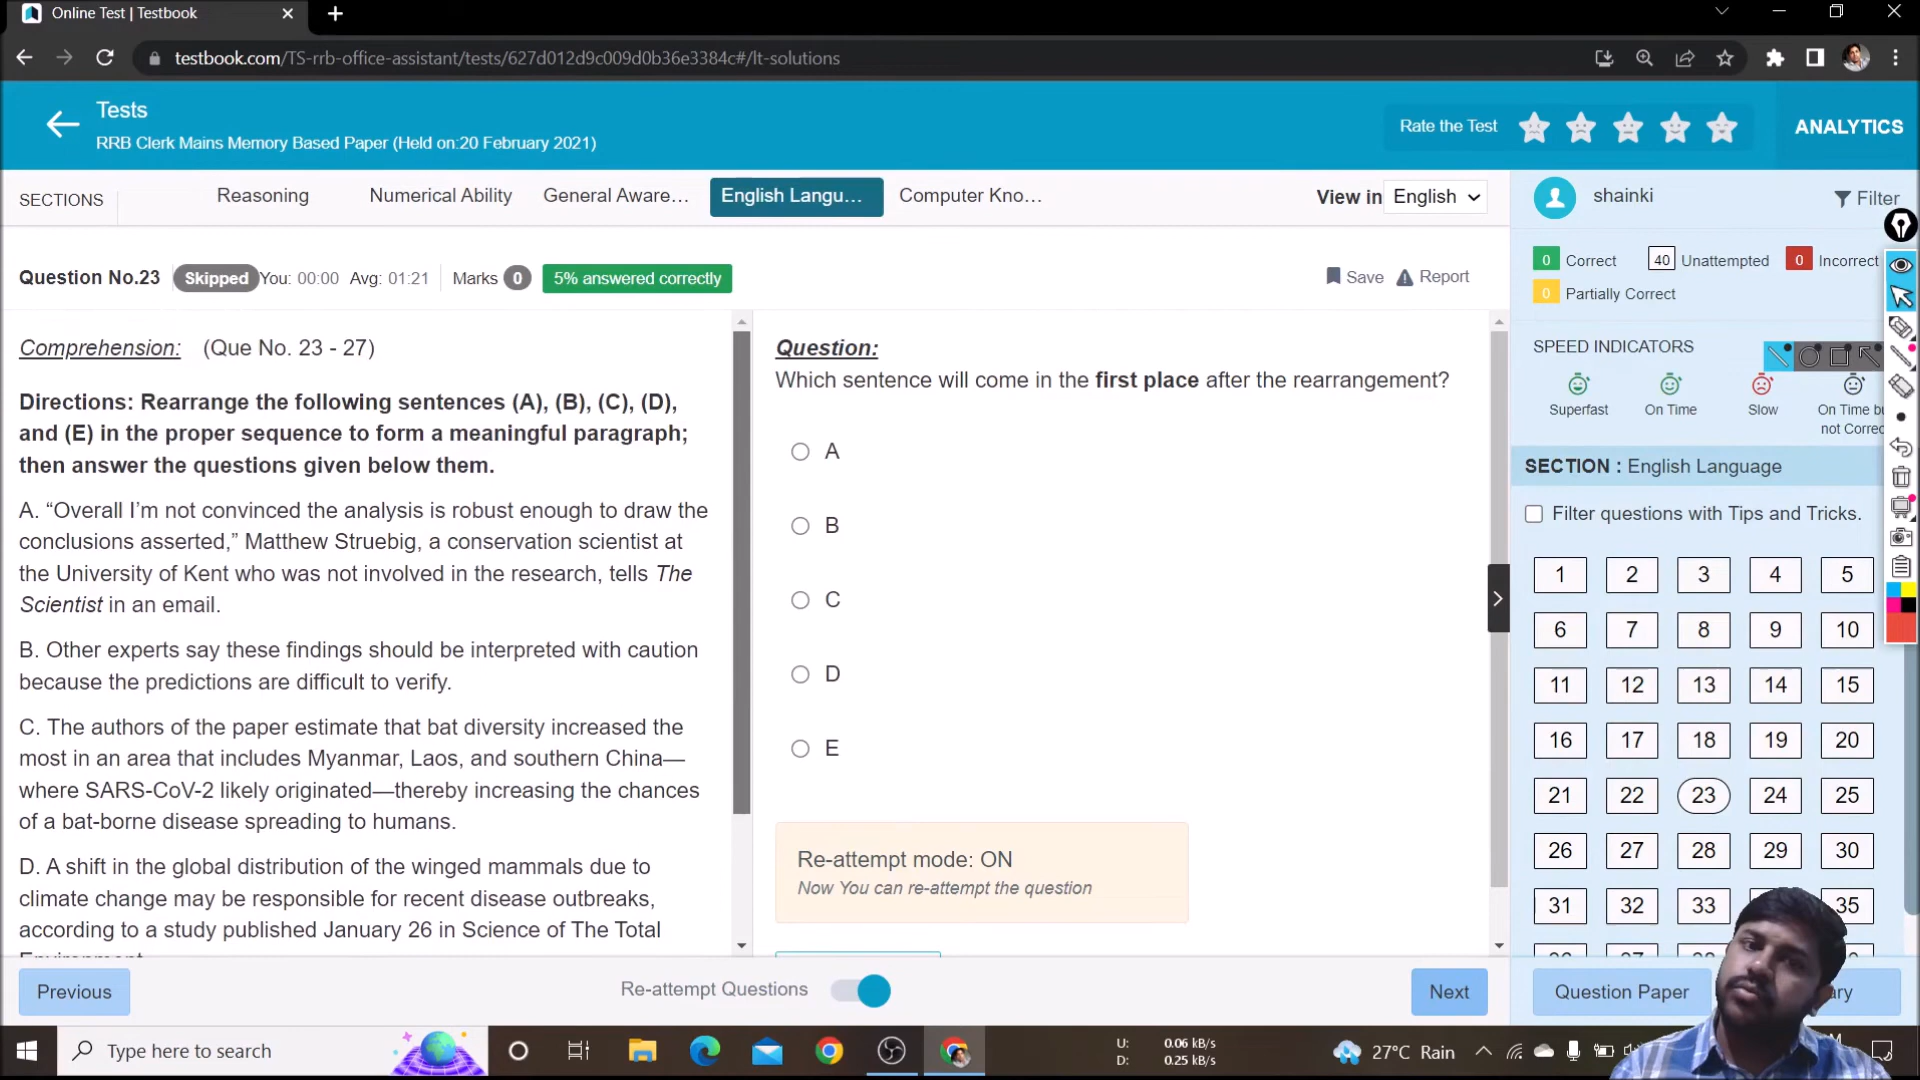 Online Test | Testbook
testbook.com/TS-rrb-office-assistant/tests/627d012d9c009d0b36e3384c#/lt-solutions
Tests
RRB Clerk Mains Memory Based Paper (Held on:20 February 2021)
Rate the Test
ANALYTICS
SECTIONS
Reasoning
Numerical Ability
General Aware...
English Langu...
Computer Kno...
View in English
shainki
Filter
Question No.23 Skipped You: 00:00 Avg: 01:21 Marks 0 5% answered correctly
Save Report
0 Correct 40 Unattempted 0 Incorrect
0 Partially Correct
Comprehension: (Que No. 23 - 27)
Directions: Rearrange the following sentences (A), (B), (C), (D),
and (E) in the proper sequence to form a meaningful paragraph;
then answer the questions given below them.
A. “Overall I’m not convinced the analysis is robust enough to draw the
conclusions asserted,” Matthew Struebig, a conservation scientist at
the University of Kent who was not involved in the research, tells The
Scientist in an email.
B. Other experts say these findings should be interpreted with caution
because the predictions are difficult to verify.
C. The authors of the paper estimate that bat diversity increased the
most in an area that includes Myanmar, Laos, and southern China—
where SARS-CoV-2 likely originated—thereby increasing the chances
of a bat-borne disease spreading to humans.
D. A shift in the global distribution of the winged mammals due to
climate change may be responsible for recent disease outbreaks,
according to a study published January 26 in Science of The Total
Question:
Which sentence will come in the first place after the rearrangement?
A
B
C
D
E
Re-attempt mode: ON
Now You can re-attempt the question
SPEED INDICATORS
Superfast
On Time
Slow
On Time
not
SECTION : English Language
Filter questions with Tips and Tricks.
1 2 3 4 5
6 7 8 9 10
11 12 13 14 15
16 17 18 19 20
21 22 23 24 25
26 27 28 29 30
31 32 33 35
Previous
Re-attempt Questions
Next
Question Paper
Type here to search
U: 0.06 kB/s
D: 0.25 kB/s
27°C Rain